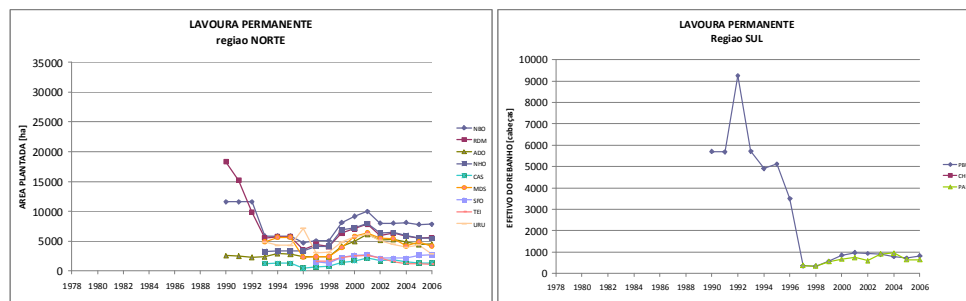 LAVOURA PERMANENTE
regiao NORTE
AREA PLANTADA [ha]
35000
30000
25000
20000
15000
10000
5000
0
1978 1980 1982 1984 1986 1988 1990 1992 1994 1996 1998 2000 2002 2004 2006
NBO
RDM
ADO
NHO
CAS
MDS
SFO
TEI
URU
LAVOURA PERMANENTE
Regiao SUL
EFETIVO DO REBANHO [cabeças]
10000
9000
8000
7000
6000
5000
4000
3000
2000
1000
0
1978 1980 1982 1984 1986 1988 1990 1992 1994 1996 1998 2000 2002 2004 2006
CH
PA